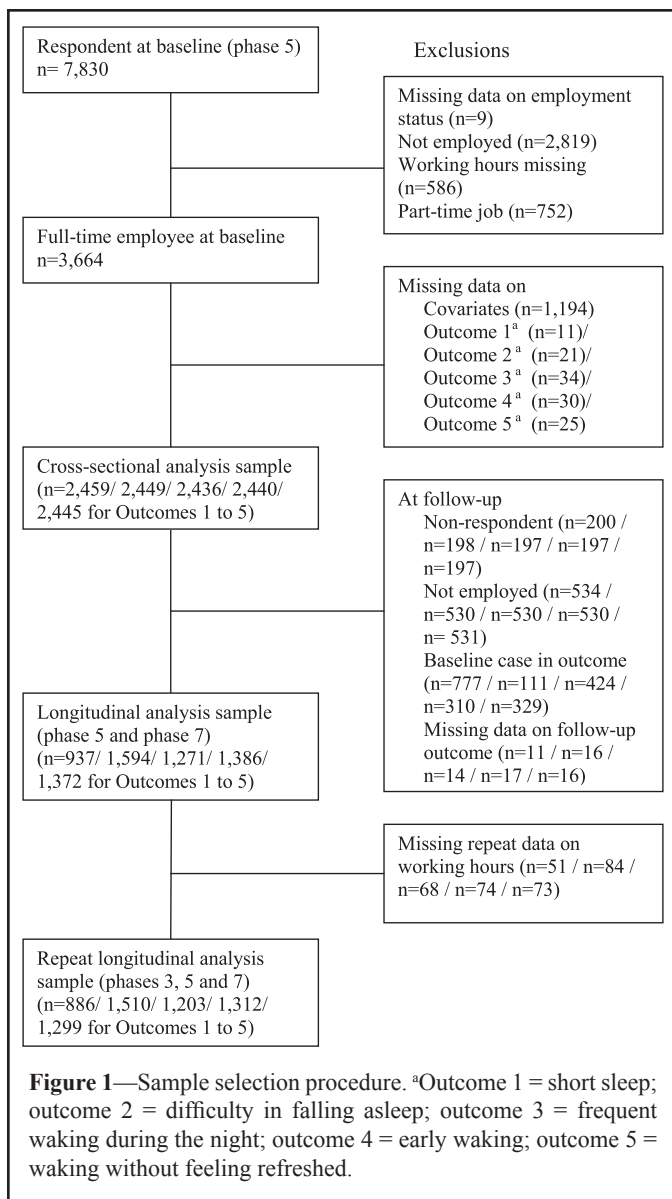 Respondent at baseline (phase 5)
n= 7,830
Exclusions
Missing data on employment
status (n=9)
Not employed (n=2,819)
Working hours missing
(n=586)
Part-time job (n=752)
Full-time employee at baseline
n=3,664
Missing data on
Covariates (n=1,194)
Outcome 1ᵃ (n=11)/
Outcome 2ᵃ (n=21)/
Outcome 3ᵃ (n=34)/
Outcome 4ᵃ (n=30)/
Outcome 5ᵃ (n=25)
Cross-sectional analysis sample
(n=2,459/ 2,449/ 2,436/ 2,440/
2,445 for Outcomes 1 to 5)
At follow-up
Non-respondent (n=200 /
n=198 / n=197 / n=197 /
n=197)
Not employed (n=534 /
n=530 / n=530 / n=530 /
n= 531)
Baseline case in outcome
(n=777 / n=111 / n=424 /
n=310 / n=329)
Missing data on follow-up
outcome (n=11 / n=16 /
n=14 / n=17 / n=16)
Longitudinal analysis sample
(phase 5 and phase 7)
(n=937/ 1,594/ 1,271/ 1,386/
1,372 for Outcomes 1 to 5)
Missing repeat data on
working hours (n=51 / n=84 /
n=68 / n=74 / n=73)
Repeat longitudinal analysis
sample (phases 3, 5 and 7)
(n=886/ 1,510/ 1,203/ 1,312/
1,299 for Outcomes 1 to 5)
Figure 1—Sample selection procedure. ᵃOutcome 1 = short sleep;
outcome 2 = difficulty in falling asleep; outcome 3 = frequent
waking during the night; outcome 4 = early waking; outcome 5 =
waking without feeling refreshed.